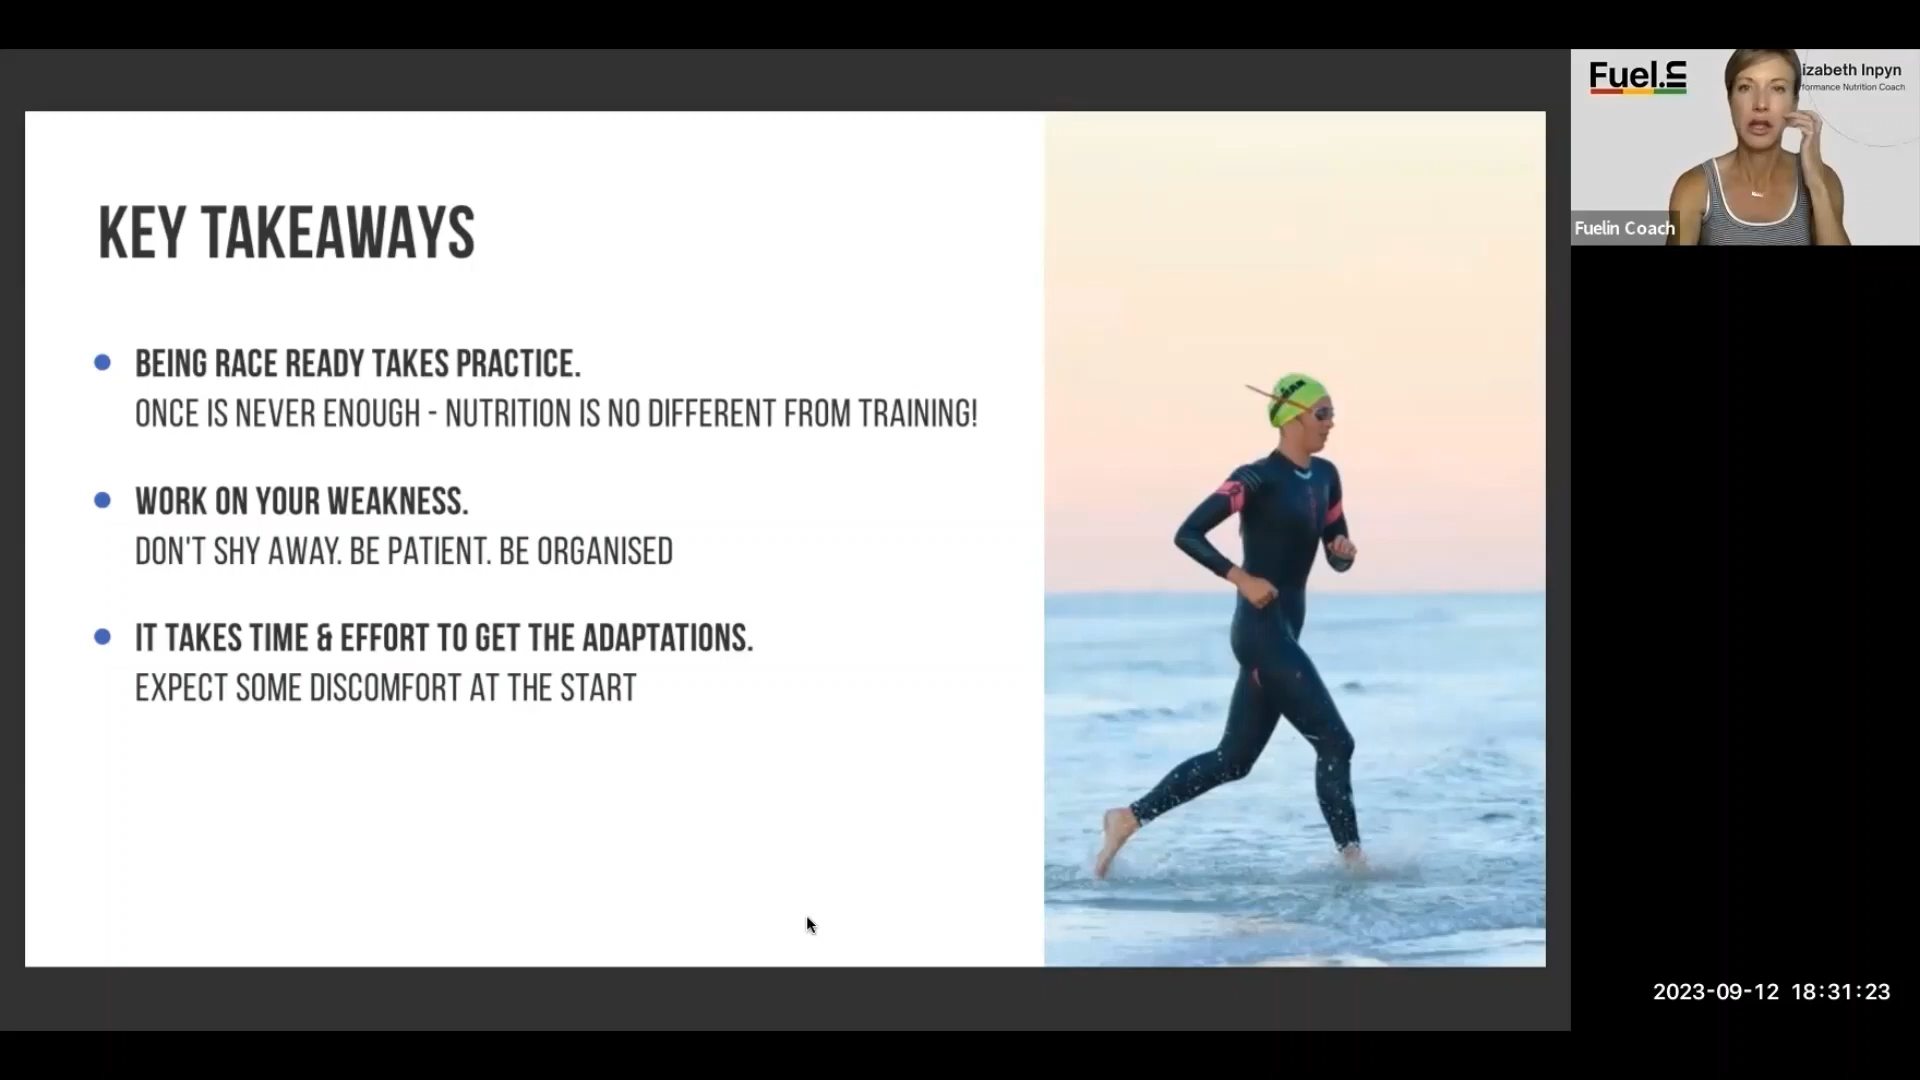 KEY TAKEAWAYS
BEING RACE READY TAKES PRACTICE.
ONCE IS NEVER ENOUGH - NUTRITION IS NO DIFFERENT FROM TRAINING!
WORK ON YOUR WEAKNESS.
DON'T SHY AWAY. BE PATIENT. BE ORGANISED
IT TAKES TIME & EFFORT TO GET THE ADAPTATIONS.
EXPECT SOME DISCOMFORT AT THE START
Fuel.in
izabeth Inpyn
formance Nutrition Coach
Fuelin Coach
2023-09-12 18:31:23